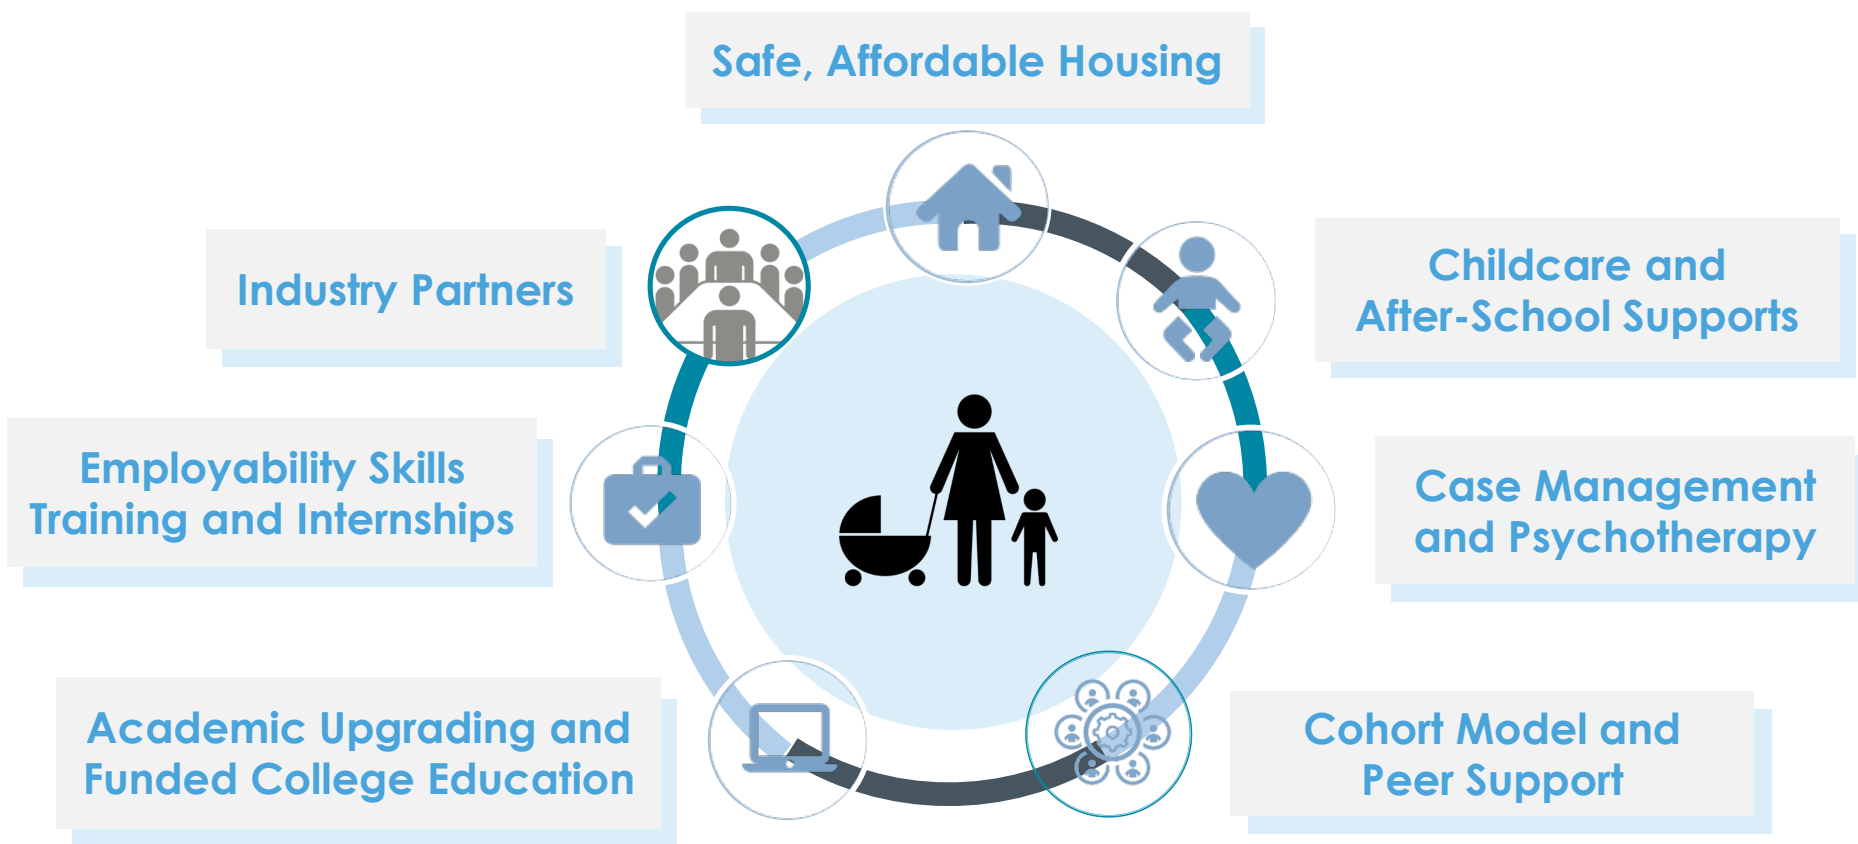 Safe, Affordable Housing
Industry Partners
Childcare and
After-School Supports
Employability Skills
Training and Internships
Case Management
and Psychotherapy
Academic Upgrading and
Funded College Education
Cohort Model and
Peer Support